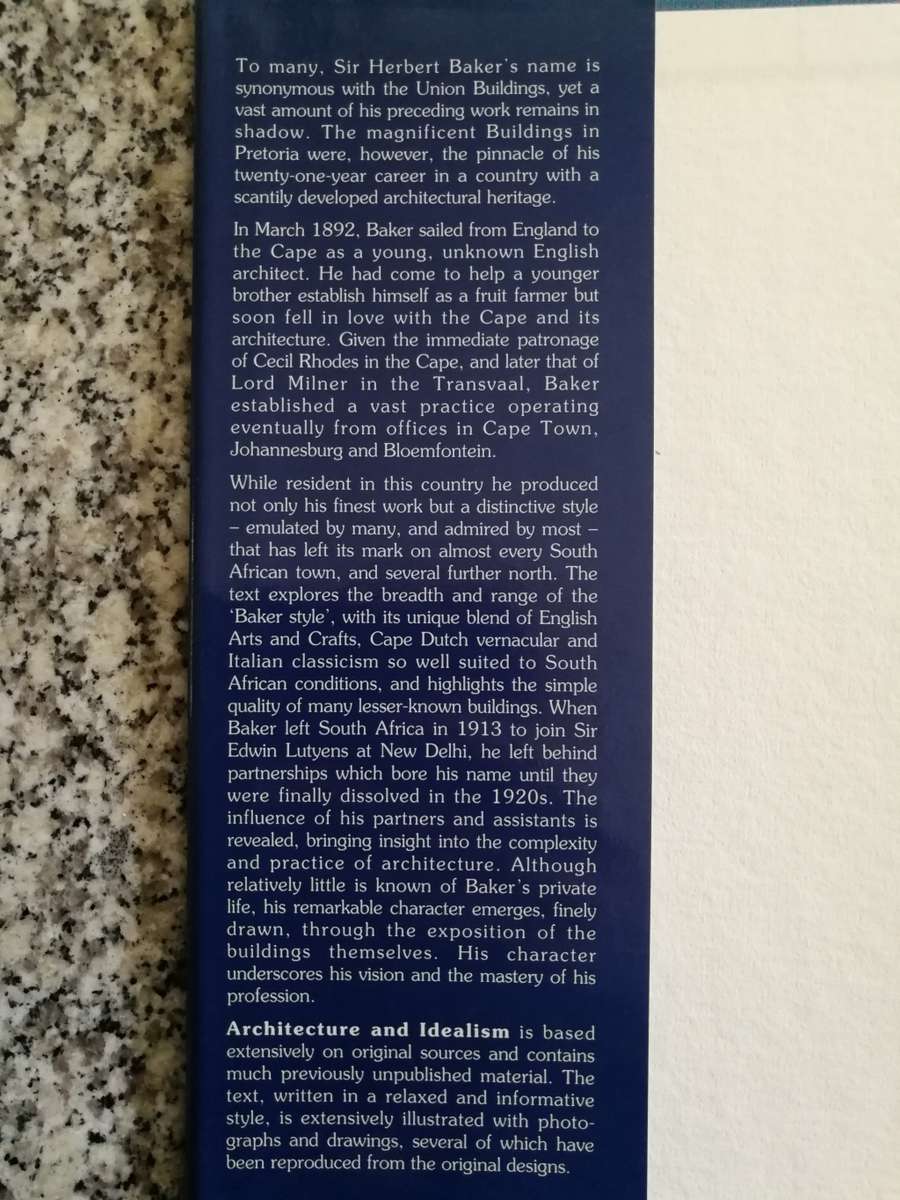 To many, Sir Herbert Baker's name is
synonymous with the Union Buildings, yet a
vast amount of his preceding work remains in
shadow. The magnificent Buildings in
Pretoria were, however, the pinnacle of his
twenty-one-year career in a country with a
scantily developed architectural heritage.
In March 1892, Baker sailed from England to
the Cape as a young, unknown English
architect. He had come to help a younger
brother establish himself as a fruit farmer but
soon fell in love with the Cape and its
architecture. Given the immediate patronage
of Cecil Rhodes in the Cape, and later that of
Lord Milner in the Transvaal, Baker
established a vast practice operating
eventually from offices in Cape Town,
Johannesburg and Bloemfontein.
While resident in this country he produced
not only his finest work but a distinctive style
– emulated by many, and admired by most –
that has left its mark on almost every South
African town, and several further north. The
text explores the breadth and range of the
‘Baker style’, with its unique blend of English
Arts and Crafts, Cape Dutch vernacular and
Italian classicism so well suited to South
African conditions, and highlights the simple
quality of many lesser-known buildings. When
Baker left South Africa in 1913 to join Sir
Edwin Lutyens at New Delhi, he left behind
partnerships which bore his name until they
were finally dissolved in the 1920s. The
influence of his partners and assistants is
revealed, bringing insight into the complexity
and practice of architecture. Although
relatively little is known of Baker's private
life, his remarkable character emerges, finely
drawn, through the exposition of the
buildings themselves. His character
underscores his vision and the mastery of his
profession.
Architecture and Idealism is based
extensively on original sources and contains
much previously unpublished material. The
text, written in a relaxed and informative
style, is extensively illustrated with photo-
graphs and drawings, several of which have
been reproduced from the original designs.